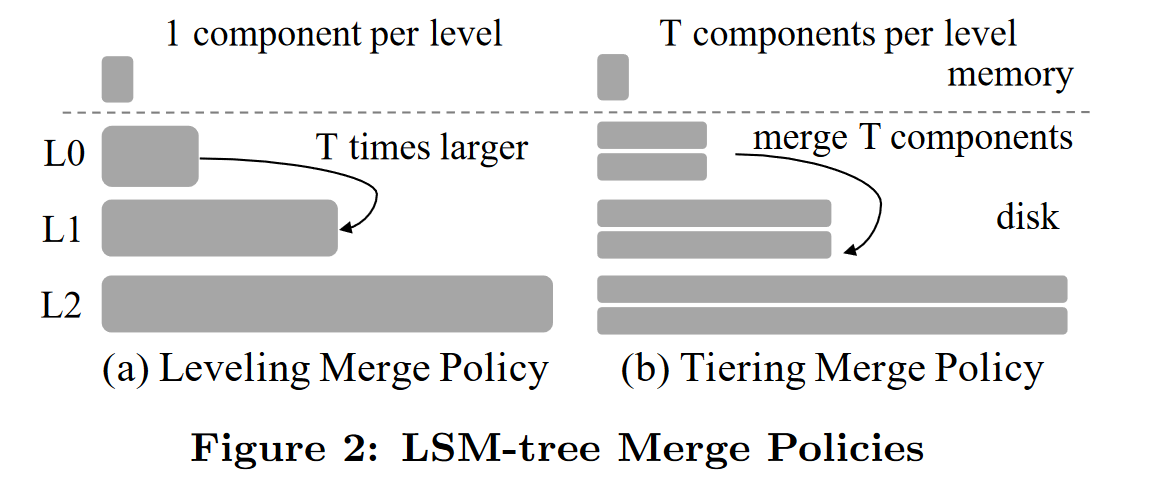 1 component per level
T components per level
memory
L0
T times larger
merge T components
L1
disk
L2
(a) Leveling Merge Policy
(b) Tiering Merge Policy
Figure 2: LSM-tree Merge Policies